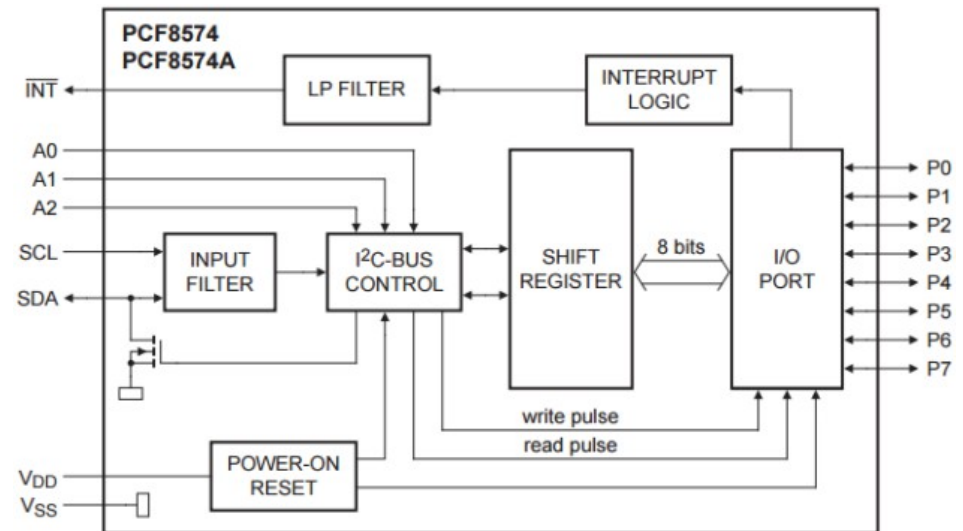 PCF8574
PCF8574A
LP FILTER
INTERRUPT
LOGIC
INT
A0
A1
A2
SCL
SDA
INPUT
FILTER
I²C-BUS
CONTROL
SHIFT
REGISTER
8 bits
I/O
PORT
P0
P1
P2
P3
P4
P5
P6
P7
write pulse
read pulse
POWER-ON
RESET
VDD
VSS